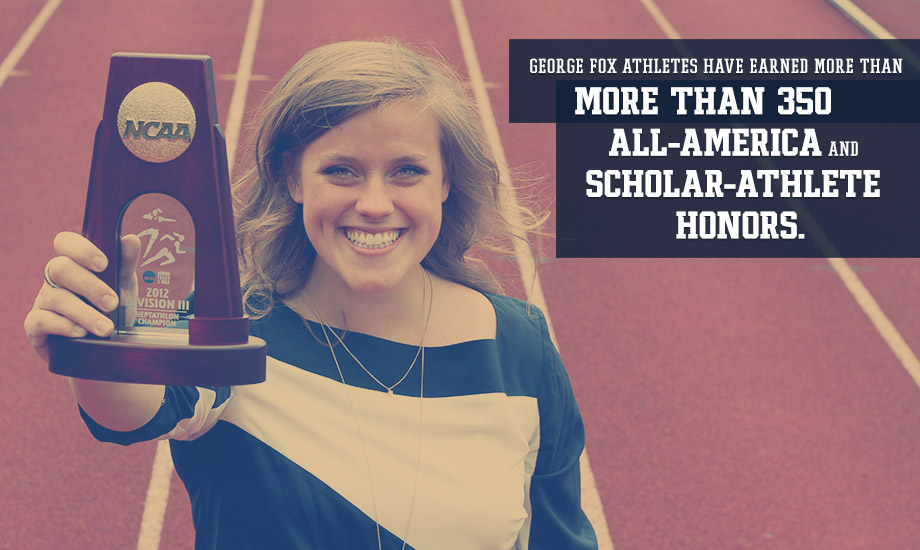 NCAA
2012
DIVISION III
HEPTATHLON
CHAMPION
GEORGE FOX ATHLETES HAVE EARNED MORE THAN
MORE THAN 350
ALL-AMERICA AND
SCHOLAR-ATHLETE
HONORS.